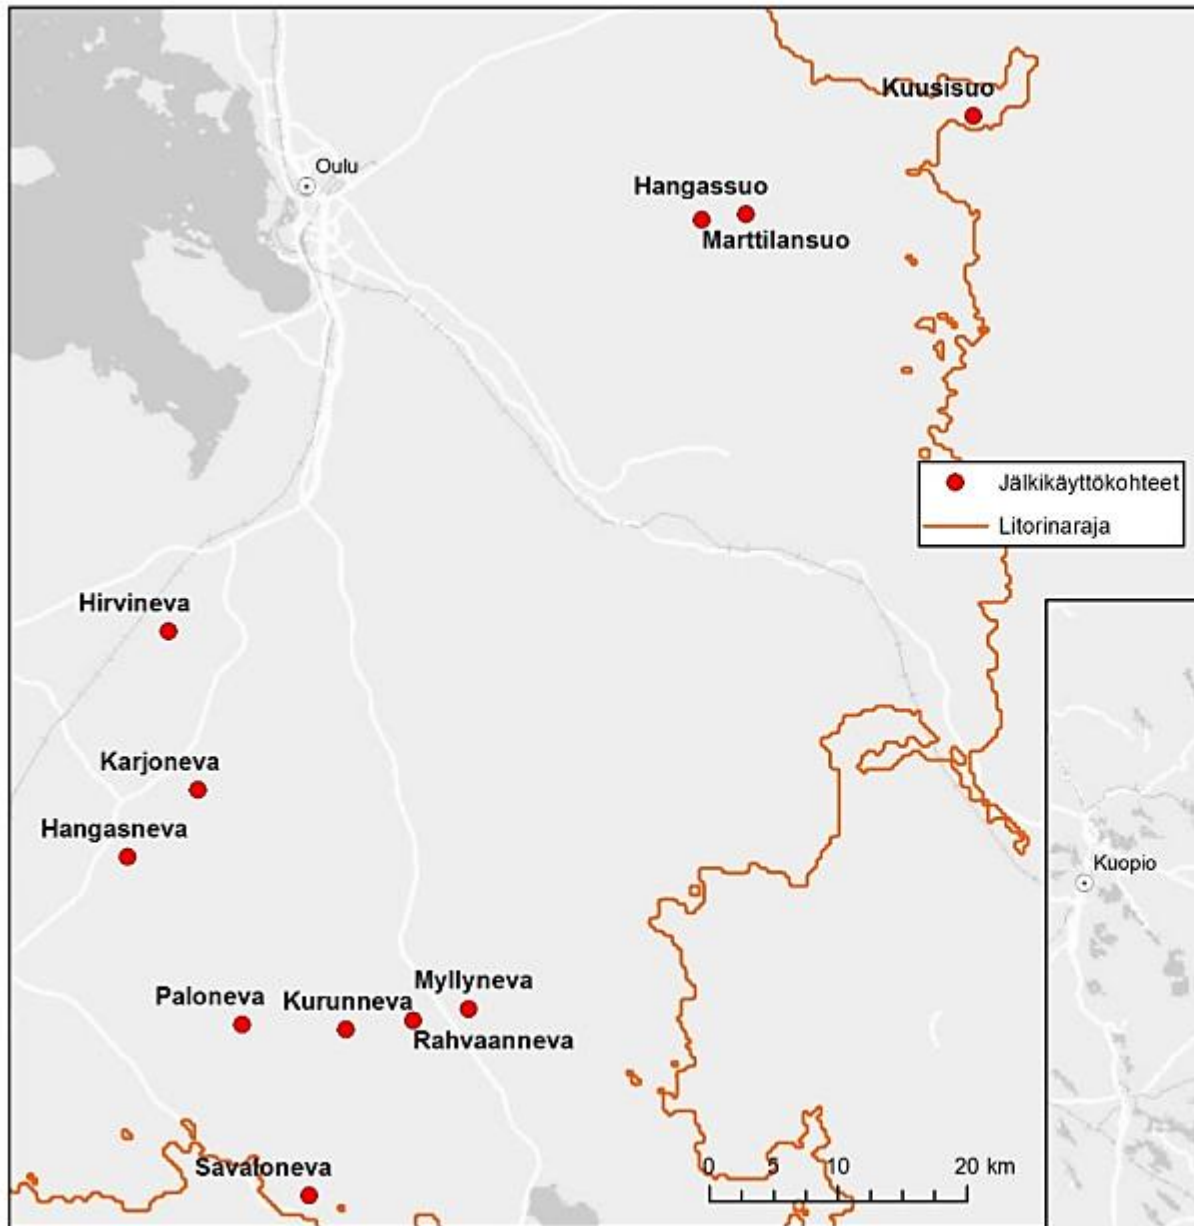 Kuusisuo
Oulu
Hangassuo
Marttilansuo
Jälkikäyttökohteet
Litorinaraja
Hirvineva
Karjoneva
Hangasneva
Kuopio
Myllyneva
Paloneva
Kurunneva
Rahvaanneva
Savaloneva
0 5 10 20 km